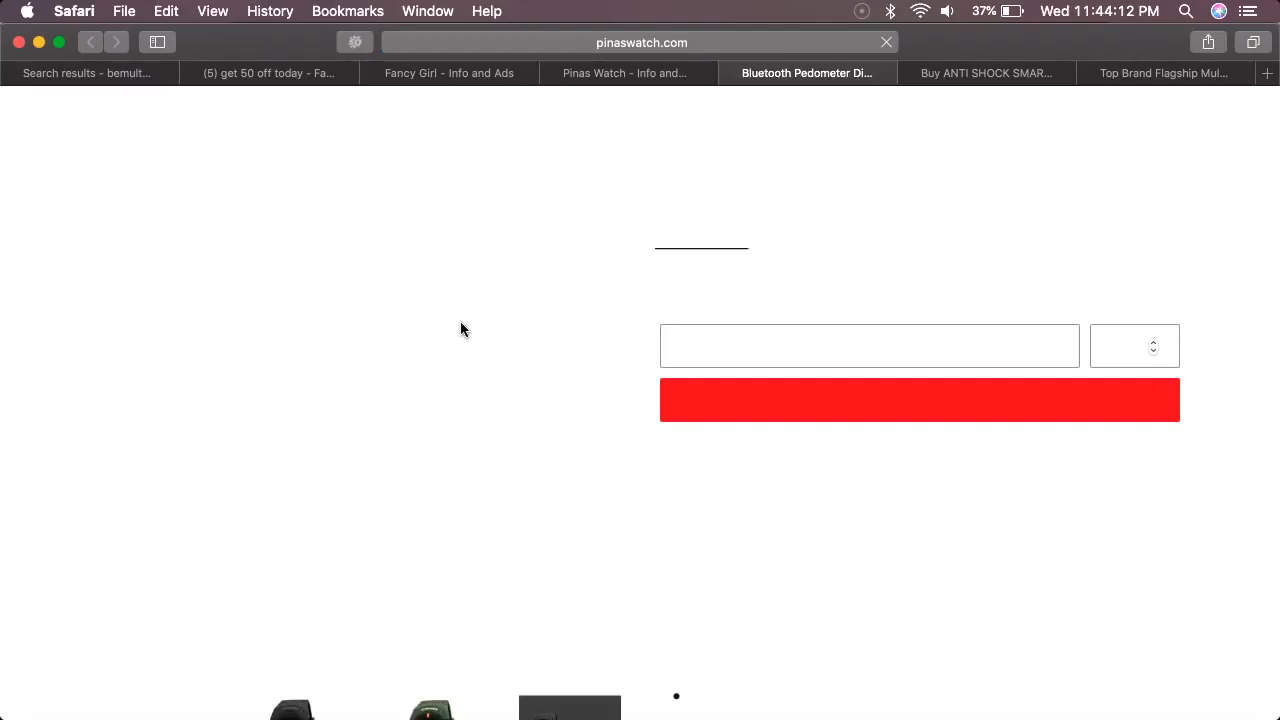 Safari File Edit View History Bookmarks Window Help 37% Wed 11:44:12 PM
pinaswatch.com
Search results - bemult... (5) get 50 off today - Fa... Fancy Girl - Info and Ads Pinas Watch - Info and... Bluetooth Pedometer Di... Buy ANTI SHOCK SMAR... Top Brand Flagship Mul...